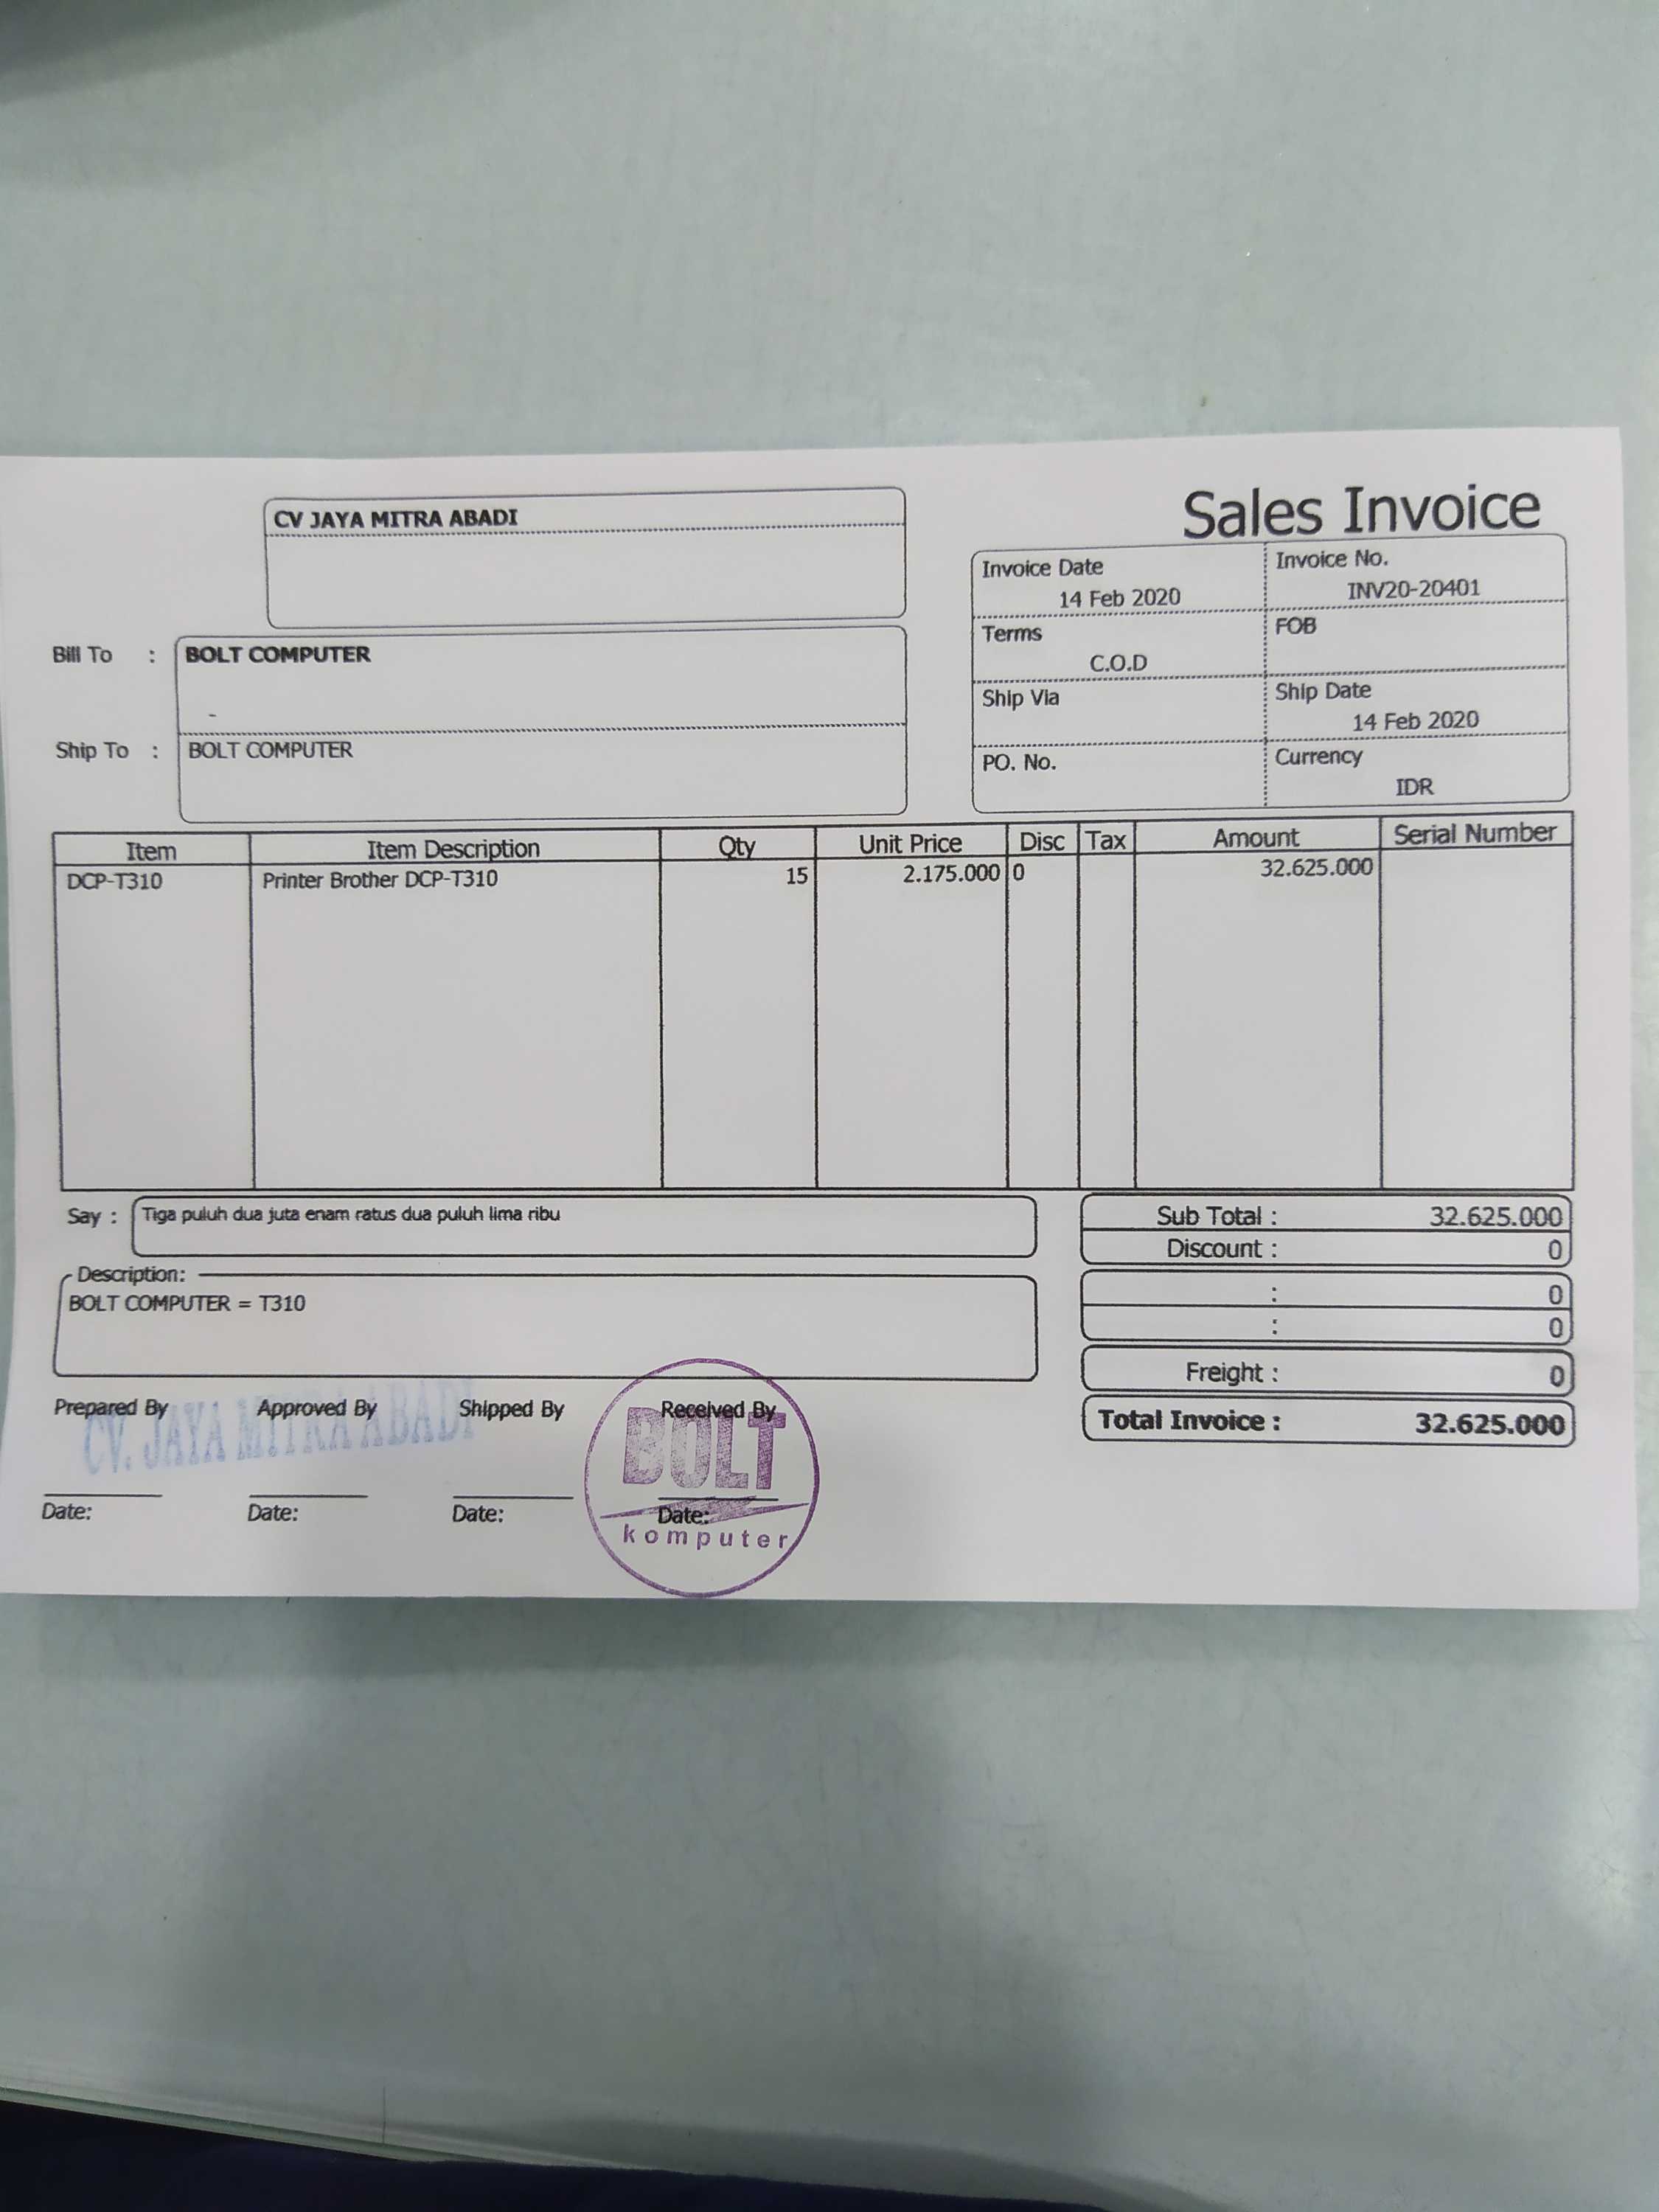 CV JAYA MITRA ABADI
Sales Invoice
Invoice Date
14 Feb 2020
Invoice No.
INV20-20401
Terms
C.O.D
FOB
Ship Via
Ship Date
14 Feb 2020
PO. No.
Currency
IDR
Bill To : BOLT COMPUTER
-
Ship To : BOLT COMPUTER
Item Item Description Qty Unit Price Disc Tax Amount Serial Number
DCP-T310 Printer Brother DCP-T310 15 2.175.000 0 32.625.000
Say : Tiga puluh dua juta enam ratus dua puluh lima ribu
Sub Total : 32.625.000
Discount : 0
: 0
: 0
Freight : 0
Total Invoice : 32.625.000
Description:
BOLT COMPUTER = T310
Prepared By Approved By Shipped By Received By
CV. JAYA MITRA ABADI
BOLT
komputer
Date: Date: Date: Date: